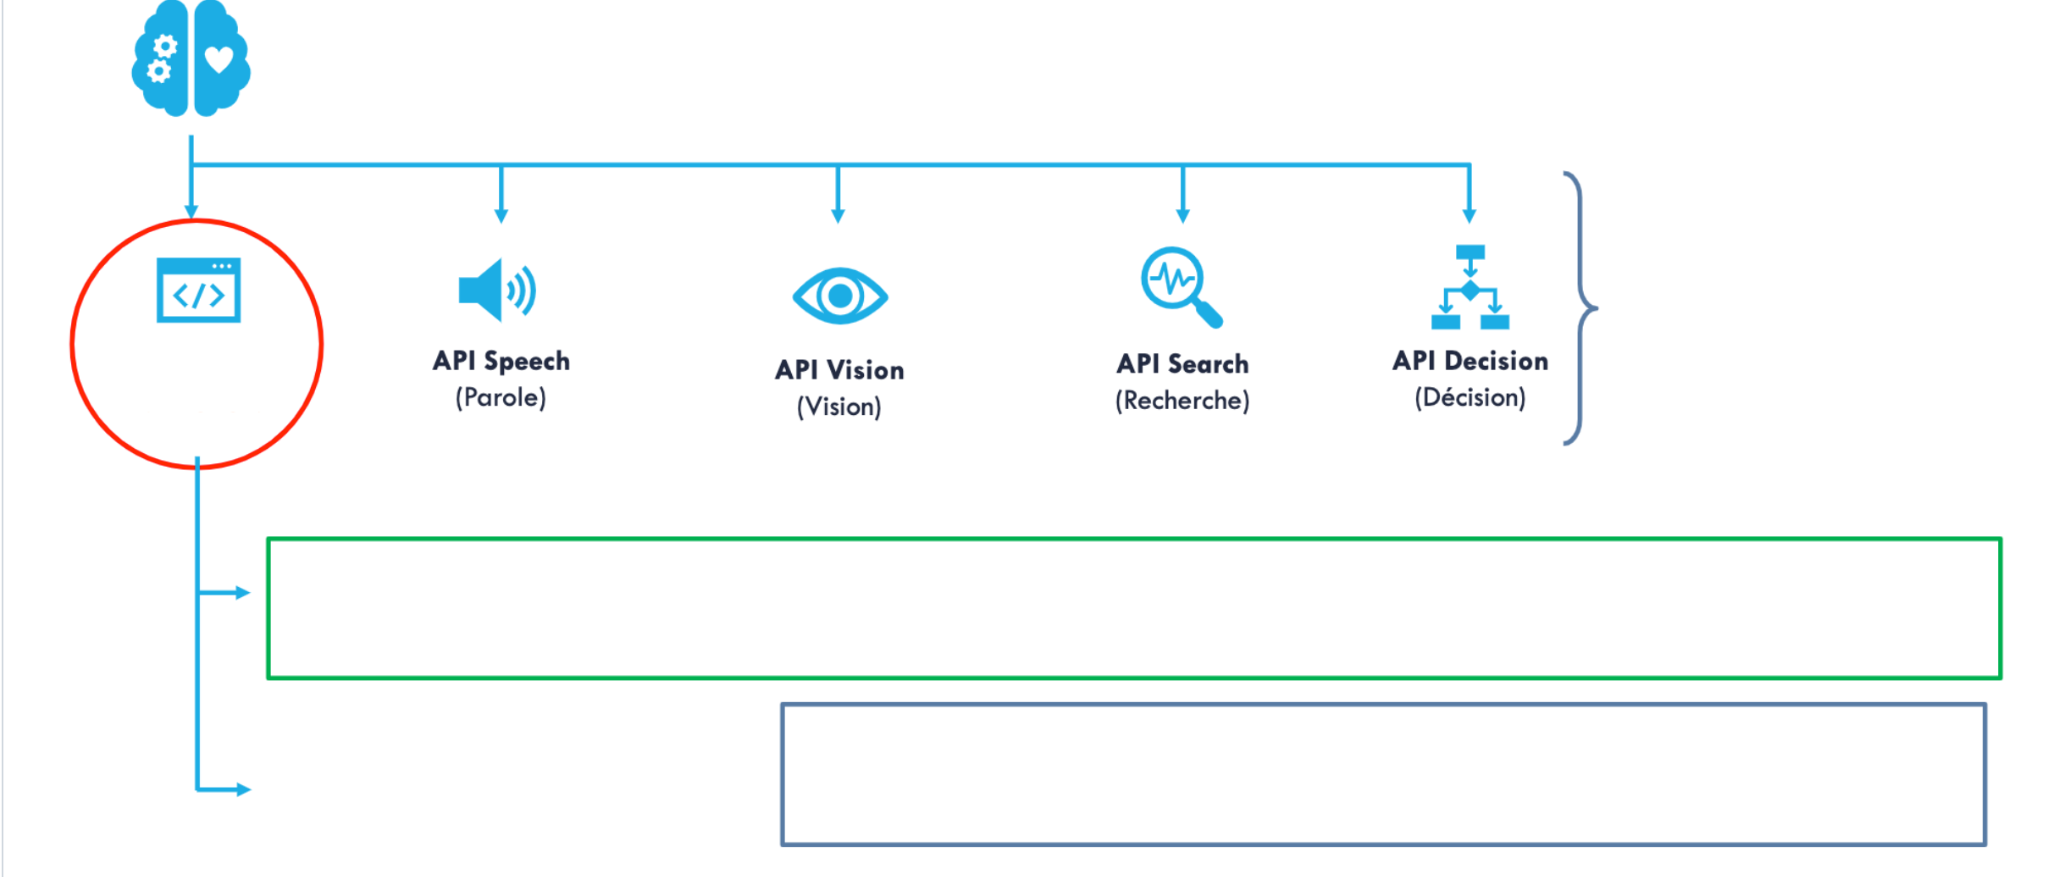 API Speech
(Parole)
API Vision
(Vision)
API Search
(Recherche)
API Decision
(Décision)